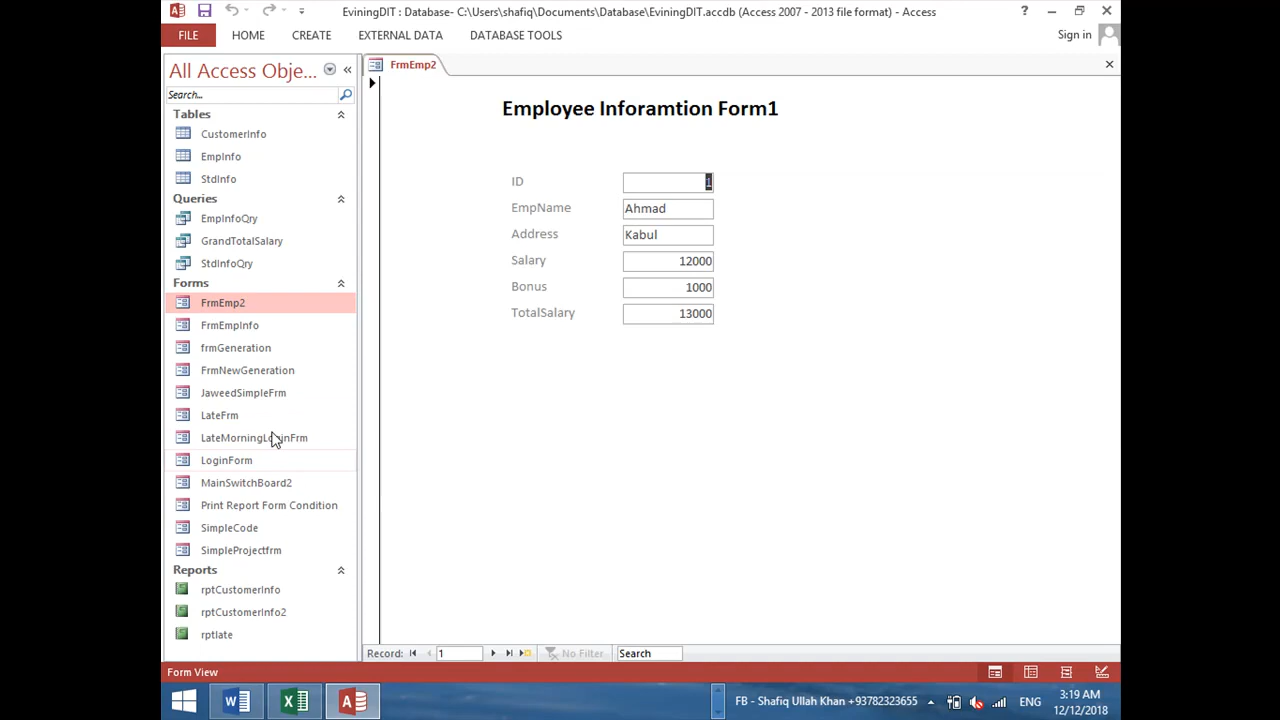 EviningDIT : Database- C:\Users\shafiq\Documents\Database\EviningDIT.accdb (Access 2007 - 2013 file format) - Access
FILE HOME CREATE EXTERNAL DATA DATABASE TOOLS Sign in
All Access Obje...
Search...
Tables
CustomerInfo
EmpInfo
StdInfo
Queries
EmpInfoQry
GrandTotalSalary
StdInfoQry
Forms
FrmEmp2
FrmEmpInfo
frmGeneration
FrmNewGeneration
JaweedSimpleFrm
LateFrm
LateMorningLoginFrm
LoginForm
MainSwitchBoard2
Print Report Form Condition
SimpleCode
SimpleProjectfrm
Reports
rptCustomerInfo
rptCustomerInfo2
rptlate
FrmEmp2
Employee Inforamtion Form1
ID 1
EmpName Ahmad
Address Kabul
Salary 12000
Bonus 1000
TotalSalary 13000
Record: 1 No Filter Search
Form View
FB - Shafiq Ullah Khan +93782323655 ENG 3:19 AM
12/12/2018